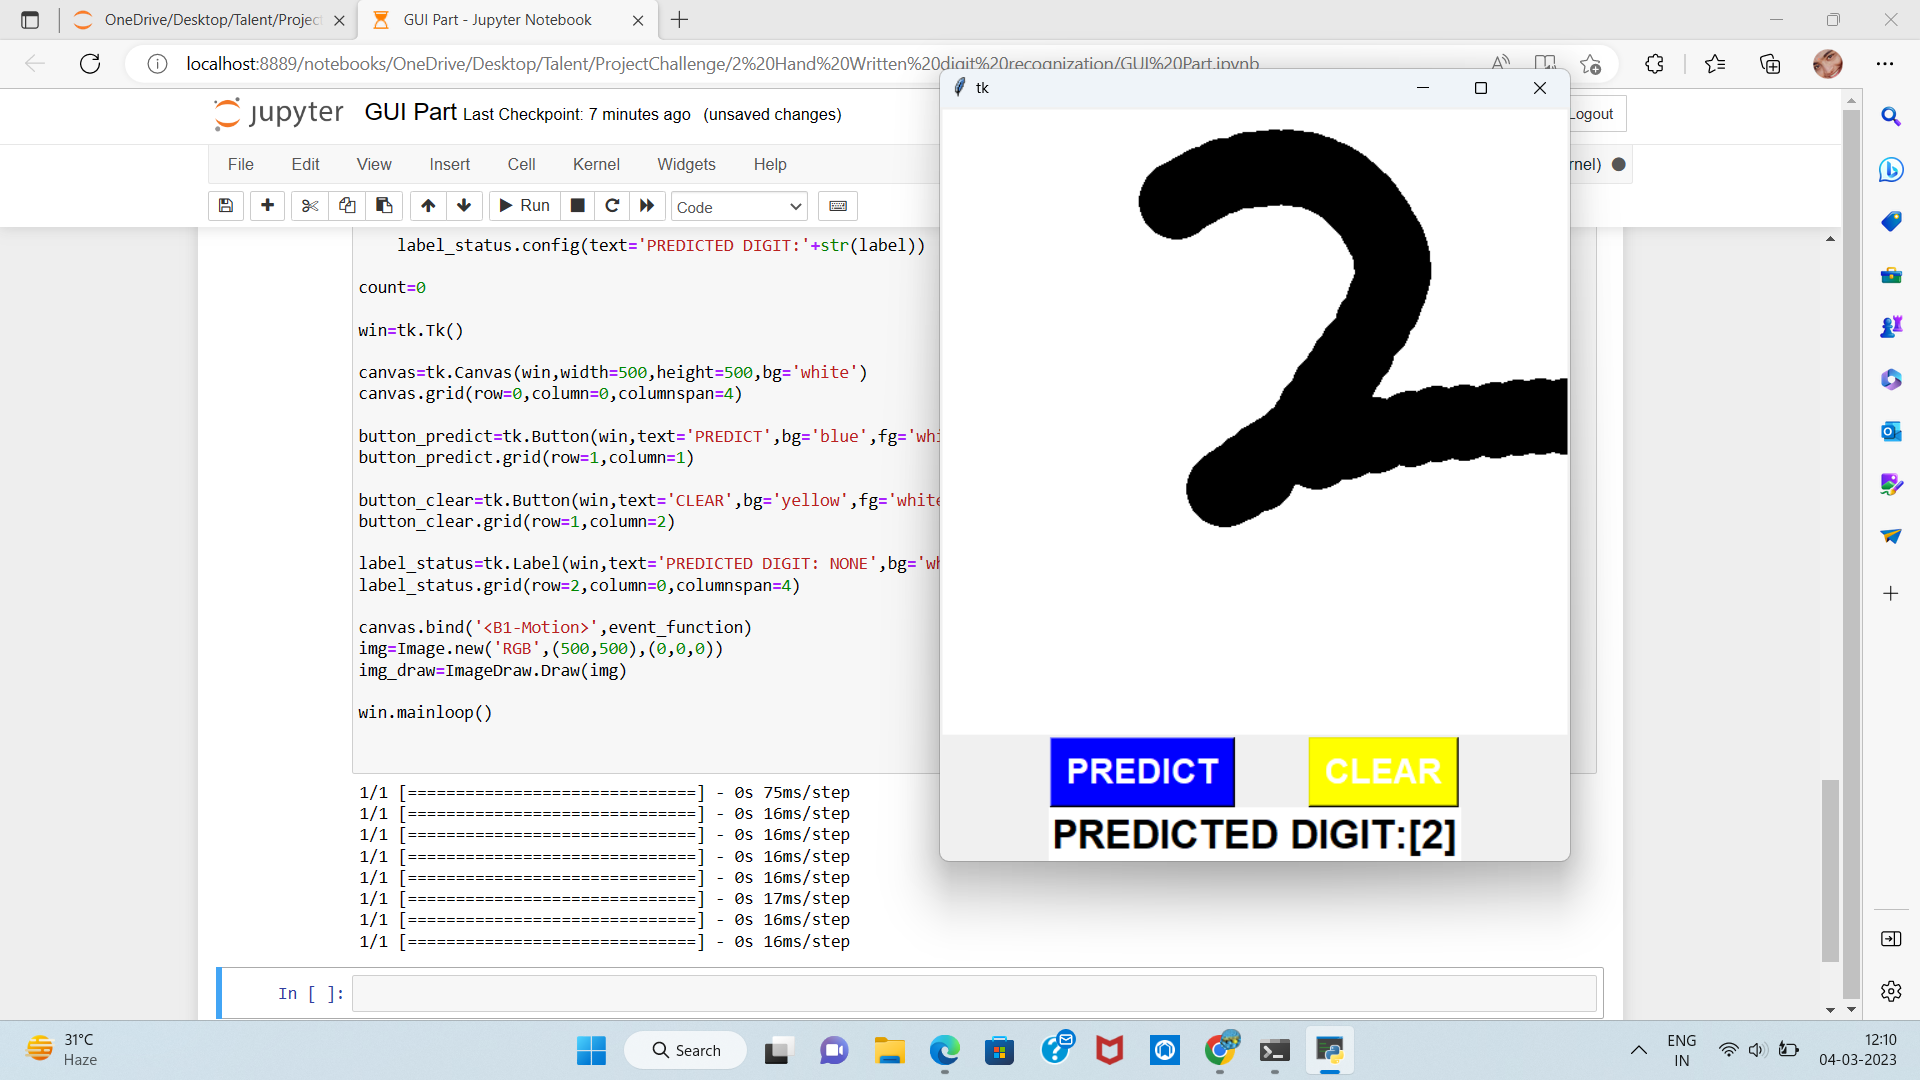 OneDrive/Desktop/Talent/Projec
GUI Part - Jupyter Notebook
localhost:8889/notebooks/OneDrive/Desktop/Talent/ProjectChallenge/2%20Hand%20Written%20digit%20recognization/GUI%20Part.ipynb
jupyter GUI Part Last Checkpoint: 7 minutes ago (unsaved changes)
Logout
File Edit View Insert Cell Kernel Widgets Help
rnel)
Run Code
label_status.config(text='PREDICTED DIGIT:'+str(label))
count=0
win=tk.Tk()
canvas=tk.Canvas(win,width=500,height=500,bg='white')
canvas.grid(row=0,column=0,columnspan=4)
button_predict=tk.Button(win,text='PREDICT',bg='blue',fg='whi
button_predict.grid(row=1,column=1)
button_clear=tk.Button(win,text='CLEAR',bg='yellow',fg='white
button_clear.grid(row=1,column=2)
label_status=tk.Label(win,text='PREDICTED DIGIT: NONE',bg='wh
label_status.grid(row=2,column=0,columnspan=4)
canvas.bind('<B1-Motion>',event_function)
img=Image.new('RGB',(500,500),(0,0,0))
img_draw=ImageDraw.Draw(img)
win.mainloop()
1/1 [==============================] - 0s 75ms/step
1/1 [==============================] - 0s 16ms/step
1/1 [==============================] - 0s 16ms/step
1/1 [==============================] - 0s 16ms/step
1/1 [==============================] - 0s 16ms/step
1/1 [==============================] - 0s 17ms/step
1/1 [==============================] - 0s 16ms/step
1/1 [==============================] - 0s 16ms/step
In [ ]:
tk
2
PREDICT CLEAR
PREDICTED DIGIT:[2]
31°C
Haze
Search
ENG
IN
12:10
04-03-2023